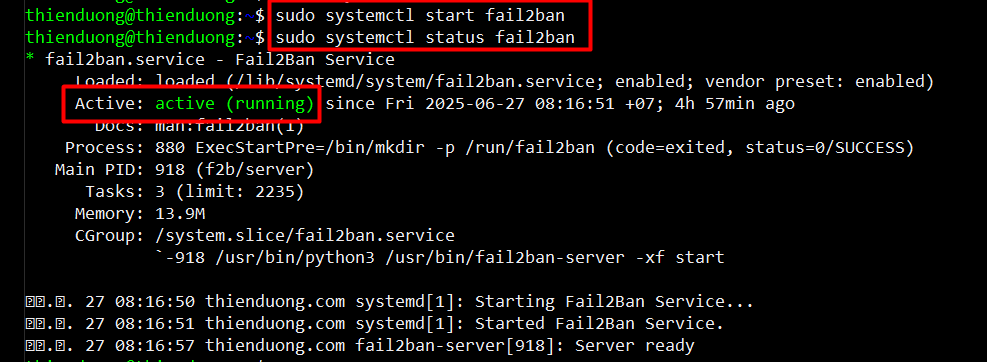 thienduong@thienduong:~$ sudo systemctl start fail2ban
thienduong@thienduong:~$ sudo systemctl status fail2ban
* fail2ban.service - Fail2Ban Service
Loaded: loaded (/lib/systemd/system/fail2ban.service; enabled; vendor preset: enabled)
Active: active (running) since Fri 2025-06-27 08:16:51 +07; 4h 57min ago
Docs: man:fail2ban(1)
Process: 880 ExecStartPre=/bin/mkdir -p /run/fail2ban (code=exited, status=0/SUCCESS)
Main PID: 918 (f2b/server)
Tasks: 3 (limit: 2235)
Memory: 13.9M
CGroup: /system.slice/fail2ban.service
`-918 /usr/bin/python3 /usr/bin/fail2ban-server -xf start
27 08:16:50 thienduong.com systemd[1]: Starting Fail2Ban Service...
27 08:16:51 thienduong.com systemd[1]: Started Fail2Ban Service.
27 08:16:57 thienduong.com fail2ban-server[918]: Server ready